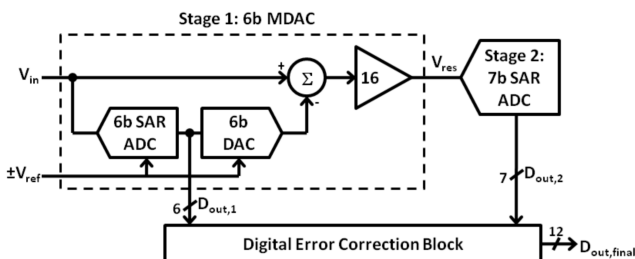 Stage 1: 6b MDAC
V_in
+
Σ
-
16
V_res
Stage 2:
7b SAR
ADC
6b SAR
ADC
6b
DAC
±V_ref
6
D_out,1
7
D_out,2
Digital Error Correction Block
12
D_out,final